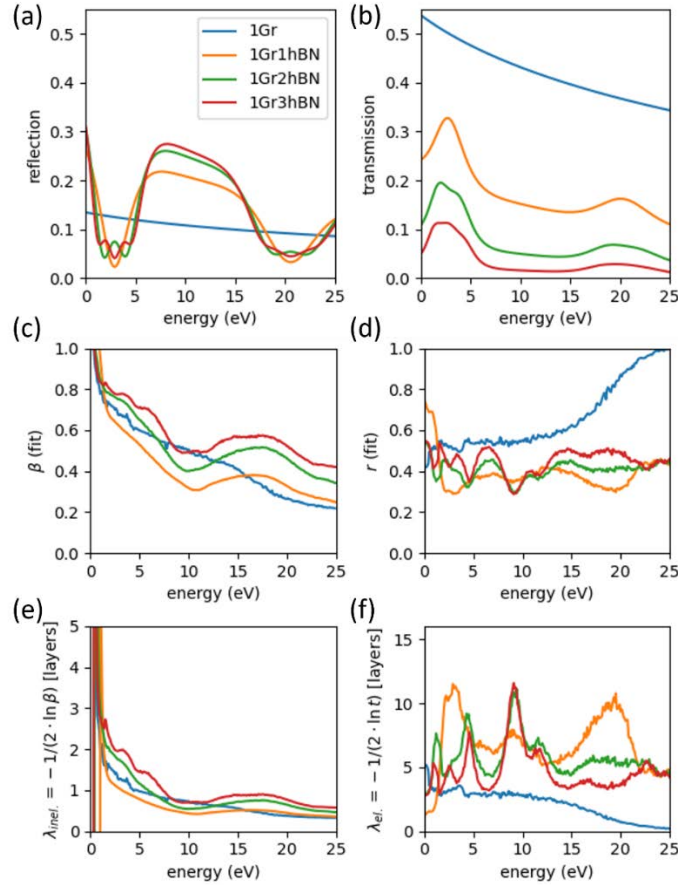 (a)
(b)
0.5
0.4
0.3
0.2
0.1
0.0
reflection
1Gr
1Gr1hBN
1Gr2hBN
1Gr3hBN
0 5 10 15 20 25
energy (eV)
0.5
0.4
0.3
0.2
0.1
0.0
transmission
0 5 10 15 20 25
energy (eV)
(c)
(d)
1.0
0.8
0.6
0.4
0.2
0.0
β (fit)
0 5 10 15 20 25
energy (eV)
1.0
0.8
0.6
0.4
0.2
0.0
r (fit)
0 5 10 15 20 25
energy (eV)
(e)
(f)
5
4
3
2
1
0
λinel. = −1/(2 · ln β) [layers]
0 5 10 15 20 25
energy (eV)
15
10
5
0
λel. = −1/(2 · ln t) [layers]
0 5 10 15 20 25
energy (eV)